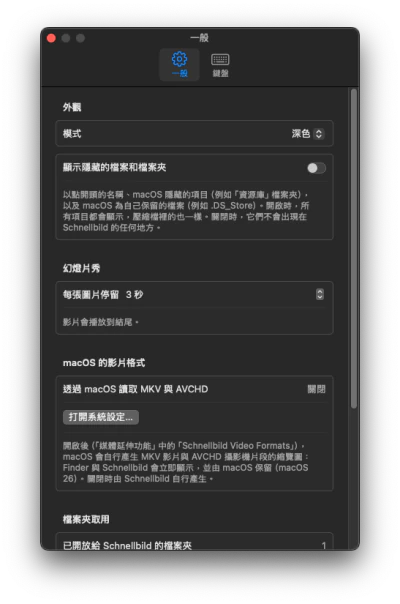 一般
一般
鍵盤
外觀
模式 深色
顯示隱藏的檔案和檔案夾
以點開頭的名稱、macOS 隱藏的項目（例如「資源庫」檔案夾），
以及 macOS 為自己保留的檔案（例如 .DS_Store）。開啟時，所
有項目都會顯示，壓縮檔裡的也一樣。關閉時，它們不會出現在
Schnellbild 的任何地方。
幻燈片秀
每張圖片停留 3 秒
影片會播放到結尾。
macOS 的影片格式
透過 macOS 讀取 MKV 與 AVCHD 關閉
打開系統設定...
開啟後（「媒體延伸功能」中的「Schnellbild Video Formats」），
macOS 會自行產生 MKV 影片與 AVCHD 攝影機片段的縮覽圖：
Finder 與 Schnellbild 會立即顯示，並由 macOS 保留（macOS
26）。關閉時由 Schnellbild 自行產生。
檔案夾取用
已開放給 Schnellbild 的檔案夾 1